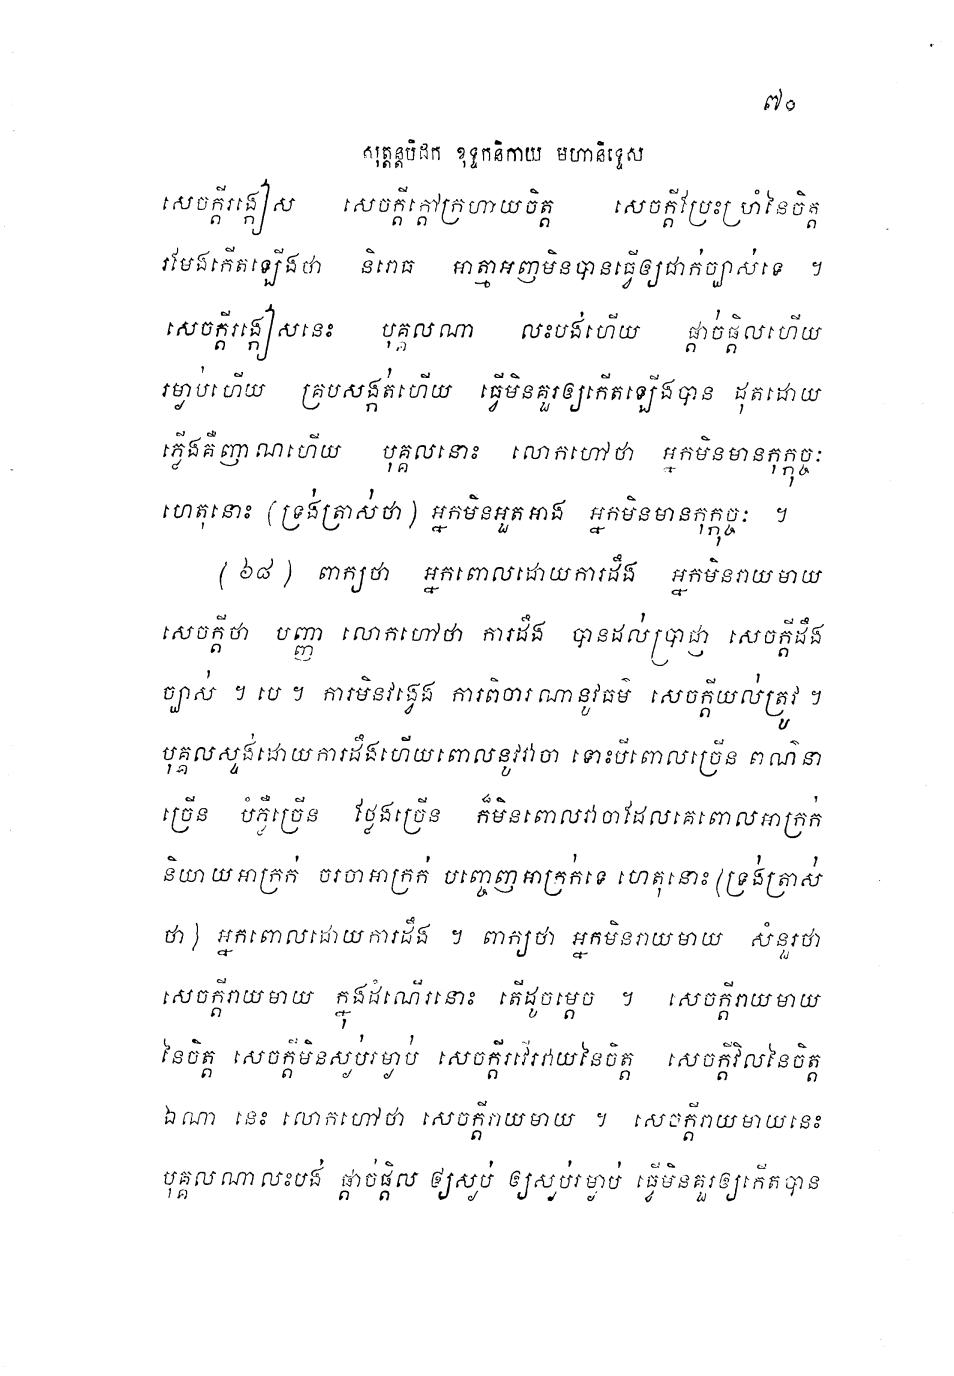 ៧០
សុត្តន្តបិដក ខុទ្ទកនិកាយ មហានិទ្ទេស
សេចក្តីរង្កៀស សេចក្តីក្តៅក្រហាយចិត្ត សេចក្តីប្រែះប្រាំនៃចិត្ត
រមែងកើតឡើងថា និរោធ អាត្មាអញមិនបានធ្វើឲ្យជាក់ច្បាស់ទេ ។
សេចក្តីរង្កៀសនេះ បុគ្គលណា លះបង់ហើយ ផ្តាច់ផ្តិលហើយ
រម្ងាប់ហើយ គ្របសង្កត់ហើយ ធ្វើមិនគួរឲ្យកើតឡើងបាន ដុតដោយ
ភ្លើងគឺញាណហើយ បុគ្គលនោះ លោកហៅថា អ្នកមិនមានកុក្កុច្ចៈ
ហេតុនោះ (ទ្រង់ត្រាស់ថា) អ្នកមិនអួតអាង អ្នកមិនមានកុក្កុច្ចៈ ។
(៦៨) ពាក្យថា អ្នកពោលដោយការដឹង អ្នកមិនរាយមាយ
សេចក្តីថា បញ្ញា លោកហៅថា ការដឹង បានដល់ប្រាជ្ញា សេចក្តីដឹង
ច្បាស់ ។ បេ ។ ការមិនវង្វេង ការពិចារណានូវធម៌ សេចក្តីយល់ត្រូវ ។
បុគ្គលស្ទង់ដោយការដឹងហើយពោលនូវវាចា ទោះបីពោលច្រើន ពណ៌នា
ច្រើន បំភ្លឺច្រើន ថ្លែងច្រើន ក៏មិនពោលវាចាដែលគេពោលអាក្រក់
និយាយអាក្រក់ ចរចាអាក្រក់ បញ្ចេញអាក្រក់ទេ ហេតុនោះ (ទ្រង់ត្រាស់
ថា) អ្នកពោលដោយការដឹង ។ ពាក្យថា អ្នកមិនរាយមាយ សំនួរថា
សេចក្តីរាយមាយ ក្នុងដំណើរនោះ តើដូចម្តេច ។ សេចក្តីរាយមាយ
នៃចិត្ត សេចក្តីមិនស្ងប់រម្ងាប់ សេចក្តីរវើរវាយនៃចិត្ត សេចក្តីវិលនៃចិត្ត
ឯណា នេះ លោកហៅថា សេចក្តីរាយមាយ ។ សេចក្តីរាយមាយនេះ
បុគ្គលណាលះបង់ ផ្តាច់ផ្តិល ឲ្យស្ងប់ ឲ្យស្ងប់រម្ងាប់ ធ្វើមិនគួរឲ្យកើតបាន